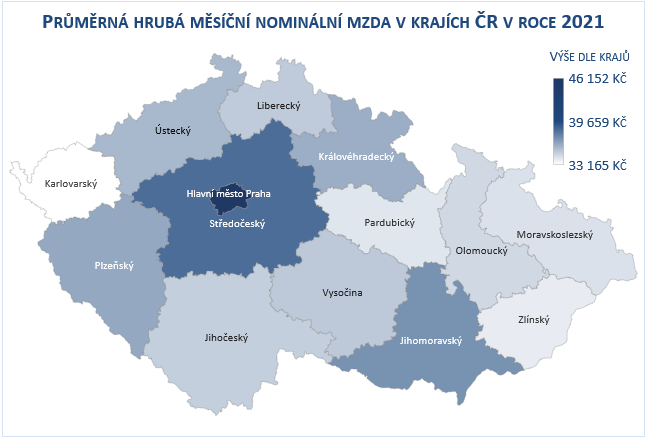 PRŮMĚRNÁ HRUBÁ MĚSÍČNÍ NOMINÁLNÍ MZDA V KRAJÍCH ČR V ROCE 2021
VÝŠE DLE KRAJŮ
46 152 KČ
39 659 KČ
33 165 KČ
Liberecký
Ústecký
Královéhradecký
Karlovarský
Hlavní město Praha
Středočeský
Pardubický
Moravskoslezský
Olomoucký
Plzeňský
Vysočina
Zlínský
Jihočeský
Jihomoravský